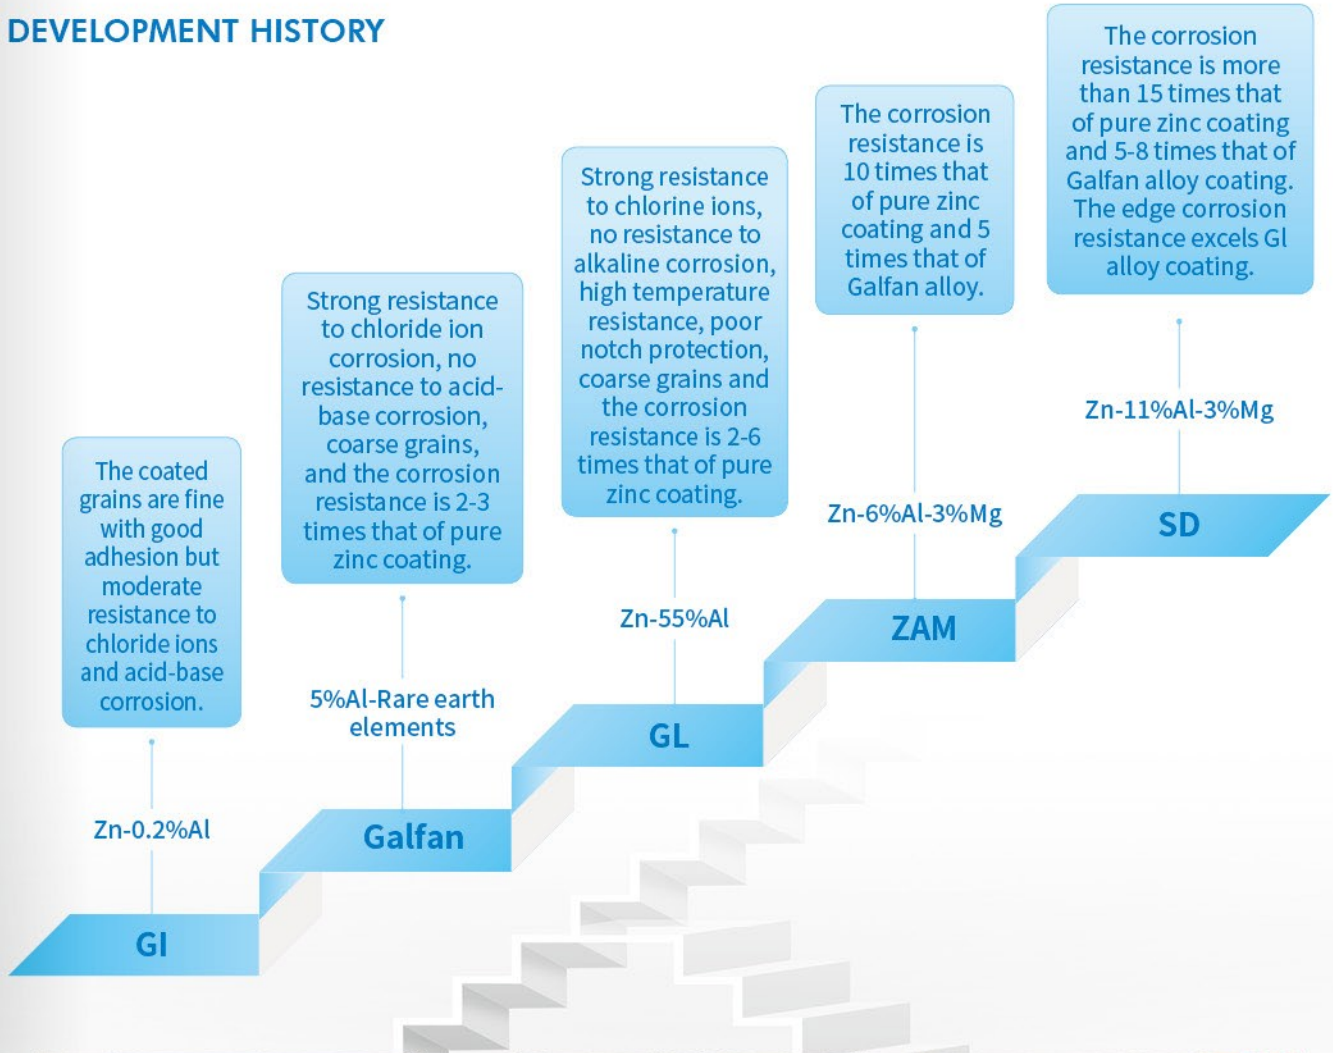 DEVELOPMENT HISTORY
The coated
grains are fine
with good
adhesion but
moderate
resistance to
chloride ions
and acid-base
corrosion.
Zn-0.2%Al
GI
Strong resistance
to chloride ion
corrosion, no
resistance to acid-
base corrosion,
coarse grains,
and the corrosion
resistance is 2-3
times that of pure
zinc coating.
5%Al-Rare earth
elements
Galfan
Strong resistance
to chlorine ions,
no resistance to
alkaline corrosion,
high temperature
resistance, poor
notch protection,
coarse grains and
the corrosion
resistance is 2-6
times that of pure
zinc coating.
Zn-55%Al
GL
The corrosion
resistance is
10 times that
of pure zinc
coating and 5
times that of
Galfan alloy.
Zn-6%Al-3%Mg
ZAM
The corrosion
resistance is more
than 15 times that
of pure zinc coating
and 5-8 times that of
Galfan alloy coating.
The edge corrosion
resistance excels Gl
alloy coating.
Zn-11%Al-3%Mg
SD